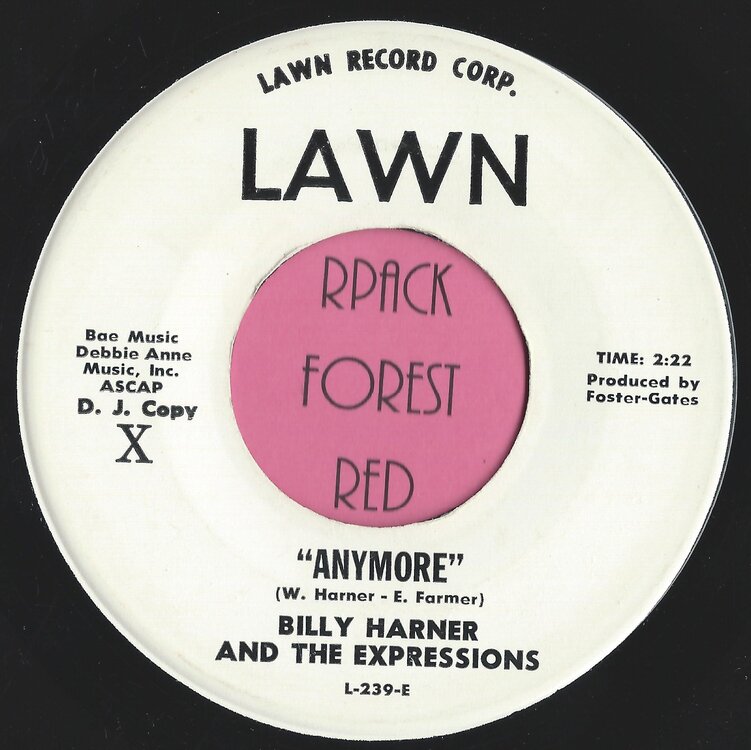 LAWN RECORD CORP.
LAWN
RPACK
FOREST
RED
Bae Music
Debbie Anne
Music, Inc.
ASCAP
D. J. Copy
X
TIME: 2:22
Produced by
Foster-Gates
“ANYMORE”
(W. Harner - E. Farmer)
BILLY HARNER
AND THE EXPRESSIONS
L-239-E